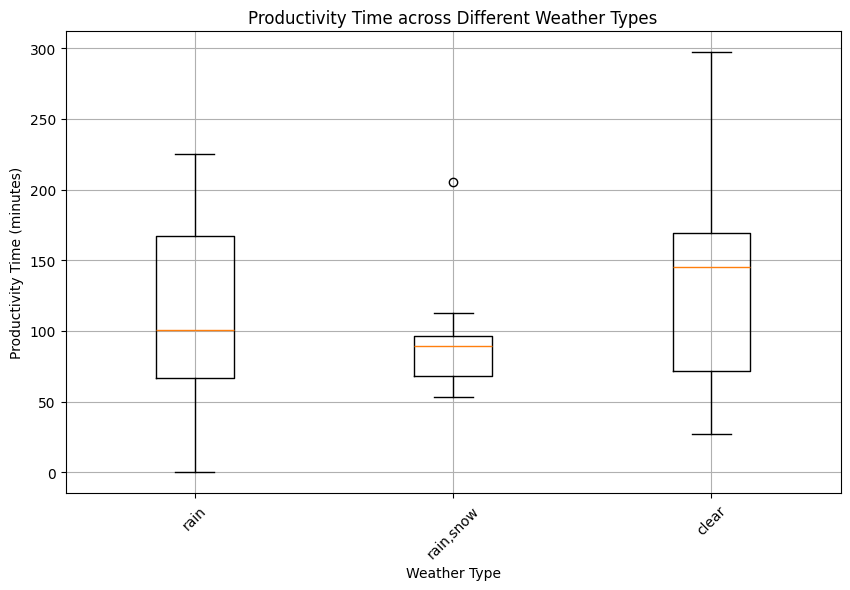 Productivity Time across Different Weather Types
Productivity Time (minutes)
300
250
200
150
100
50
0
rain
rain,snow
clear
Weather Type